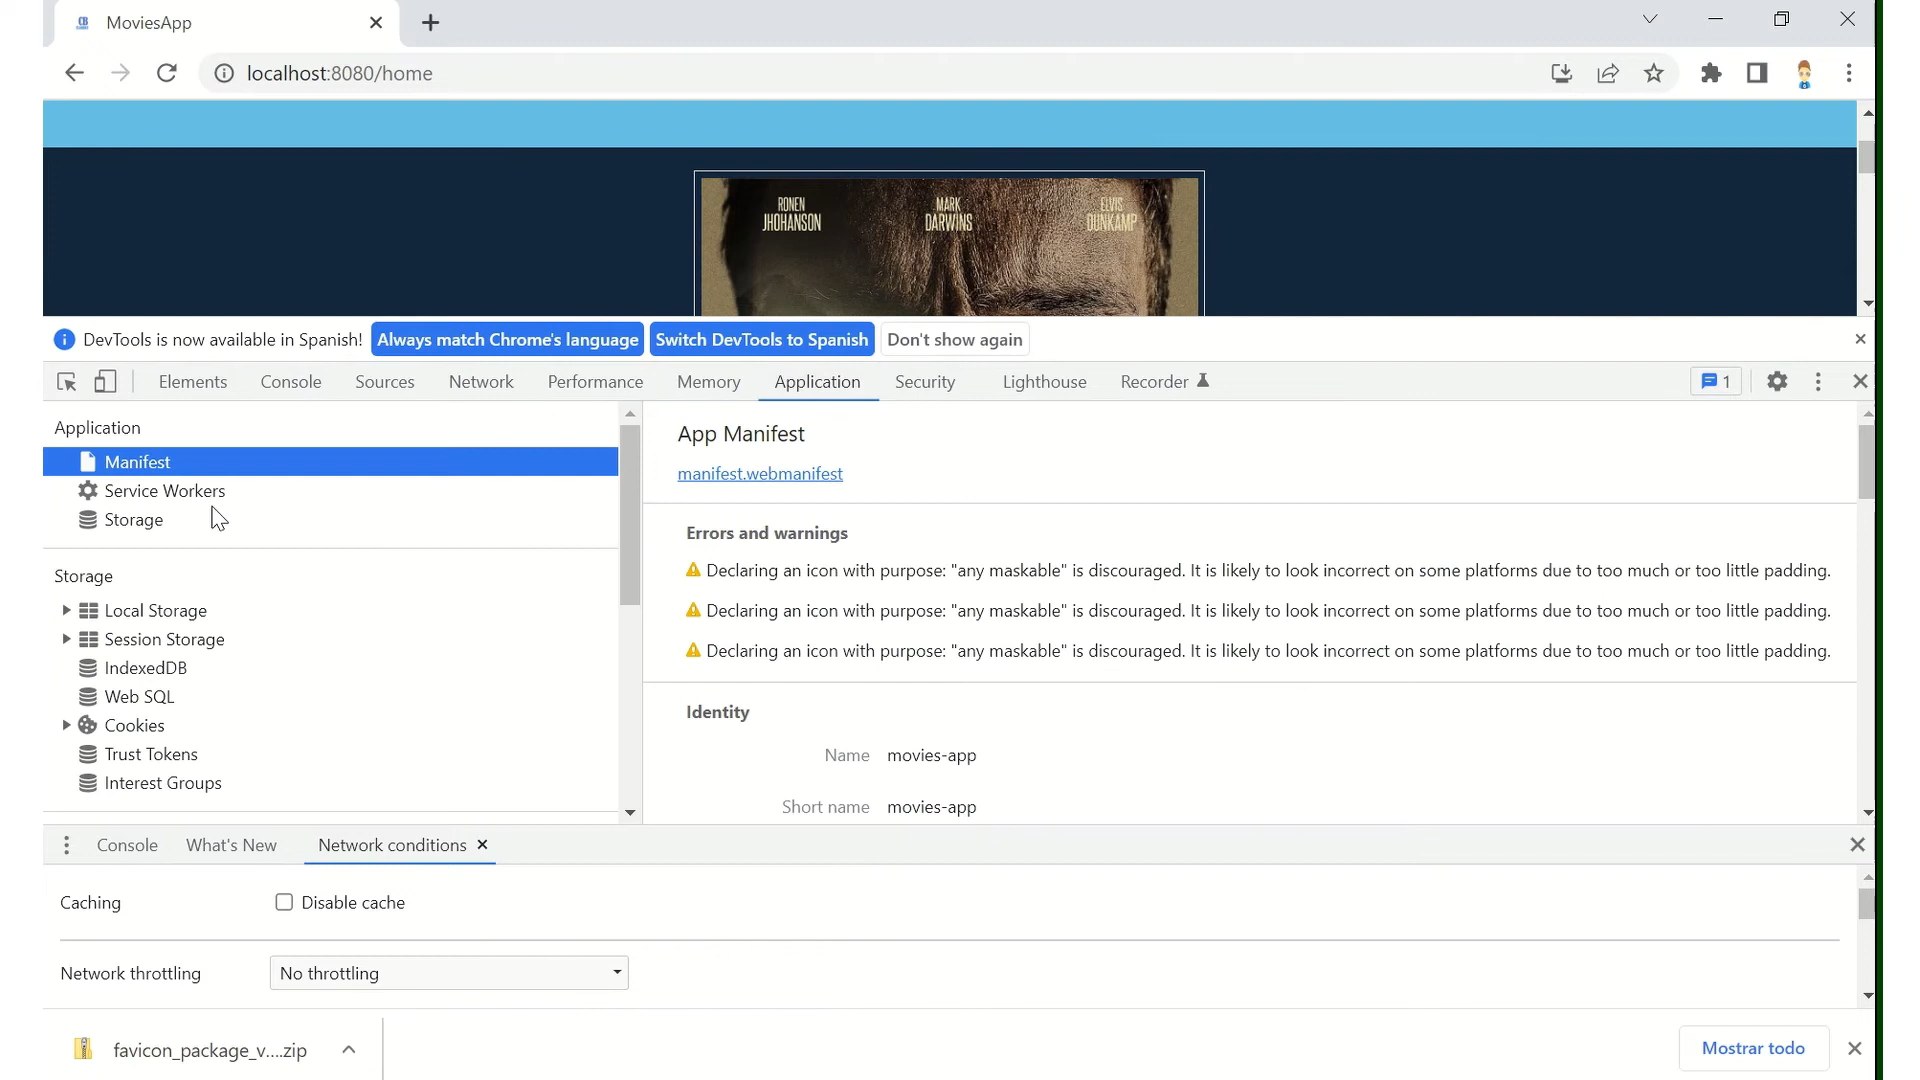 CB MoviesApp
localhost:8080/home
RONEN JHOHANSON
MARK DARWINS
ELVIS DUNKAMP
DevTools is now available in Spanish! Always match Chrome's language Switch DevTools to Spanish Don't show again
Elements Console Sources Network Performance Memory Application Security Lighthouse Recorder 1
Application
Manifest
Service Workers
Storage
Storage
Local Storage
Session Storage
IndexedDB
Web SQL
Cookies
Trust Tokens
Interest Groups
App Manifest
manifest.webmanifest
Errors and warnings
Declaring an icon with purpose: "any maskable" is discouraged. It is likely to look incorrect on some platforms due to too much or too little padding.
Declaring an icon with purpose: "any maskable" is discouraged. It is likely to look incorrect on some platforms due to too much or too little padding.
Declaring an icon with purpose: "any maskable" is discouraged. It is likely to look incorrect on some platforms due to too much or too little padding.
Identity
Name movies-app
Short name movies-app
Console What's New Network conditions
Caching Disable cache
Network throttling No throttling
favicon_package_v....zip Mostrar todo